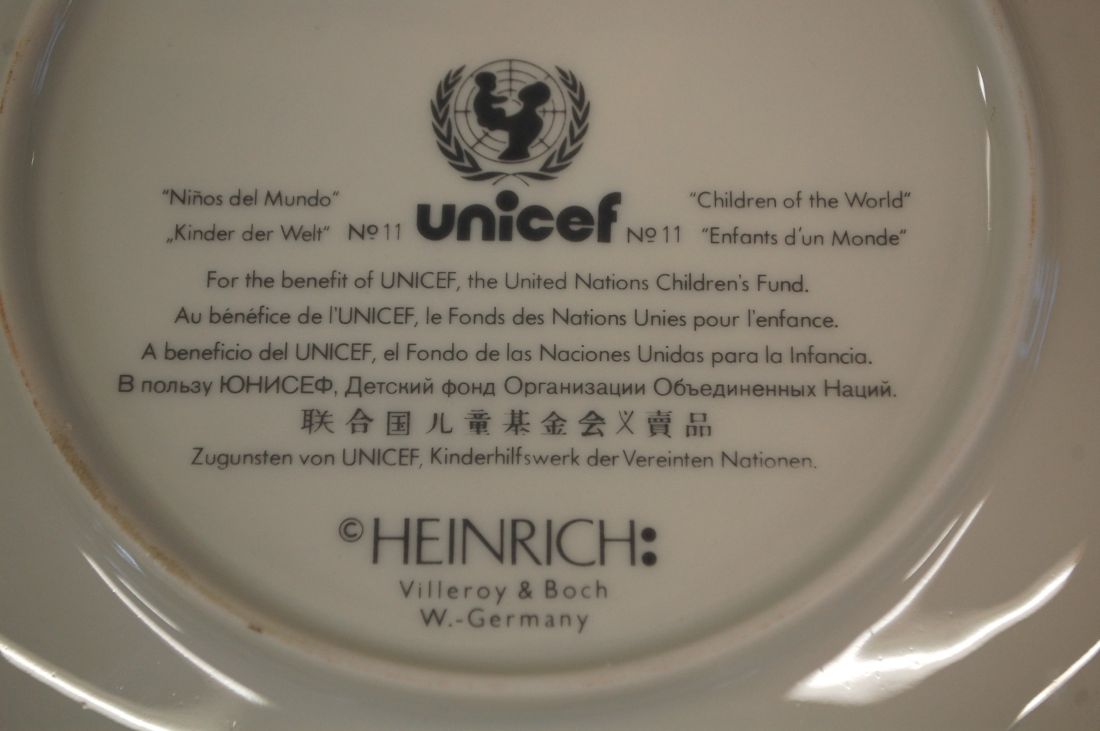 "Niños del Mundo"
„Kinder der Welt" Nº 11
unicef
"Children of the World"
Nº 11 "Enfants d'un Monde"
For the benefit of UNICEF, the United Nations Children's Fund.
Au bénéfice de l'UNICEF, le Fonds des Nations Unies pour l'enfance.
A beneficio del UNICEF, el Fondo de las Naciones Unidas para la Infancia.
В пользу ЮНИСЕФ, Детский фонд Организации Объединенных Наций.
联合国儿童基金会义賣品
Zugunsten von UNICEF, Kinderhilfswerk der Vereinten Nationen.
©HEINRICH:
Villeroy & Boch
W.-Germany